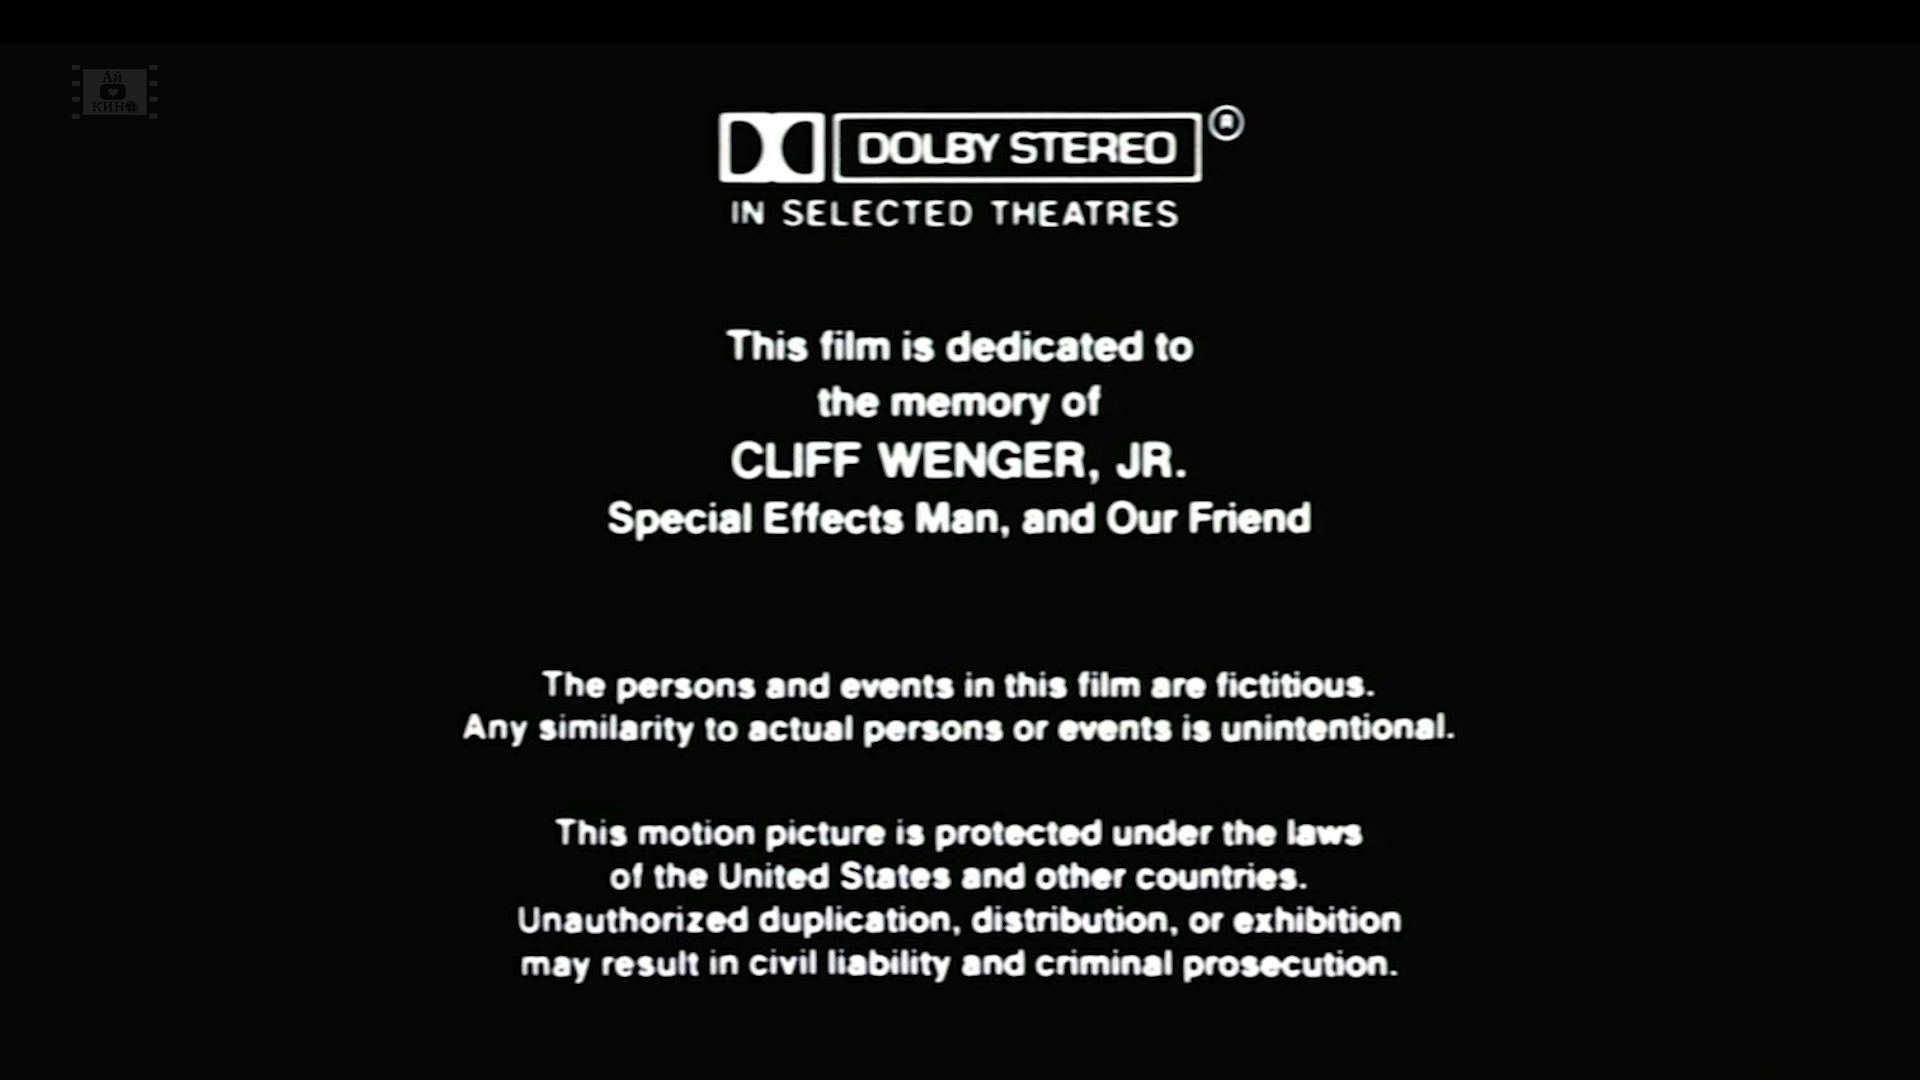 Ай
КИНО
DOLBY STEREO®
IN SELECTED THEATRES
This film is dedicated to
the memory of
CLIFF WENGER, JR.
Special Effects Man, and Our Friend
The persons and events in this film are fictitious.
Any similarity to actual persons or events is unintentional.
This motion picture is protected under the laws
of the United States and other countries.
Unauthorized duplication, distribution, or exhibition
may result in civil liability and criminal prosecution.